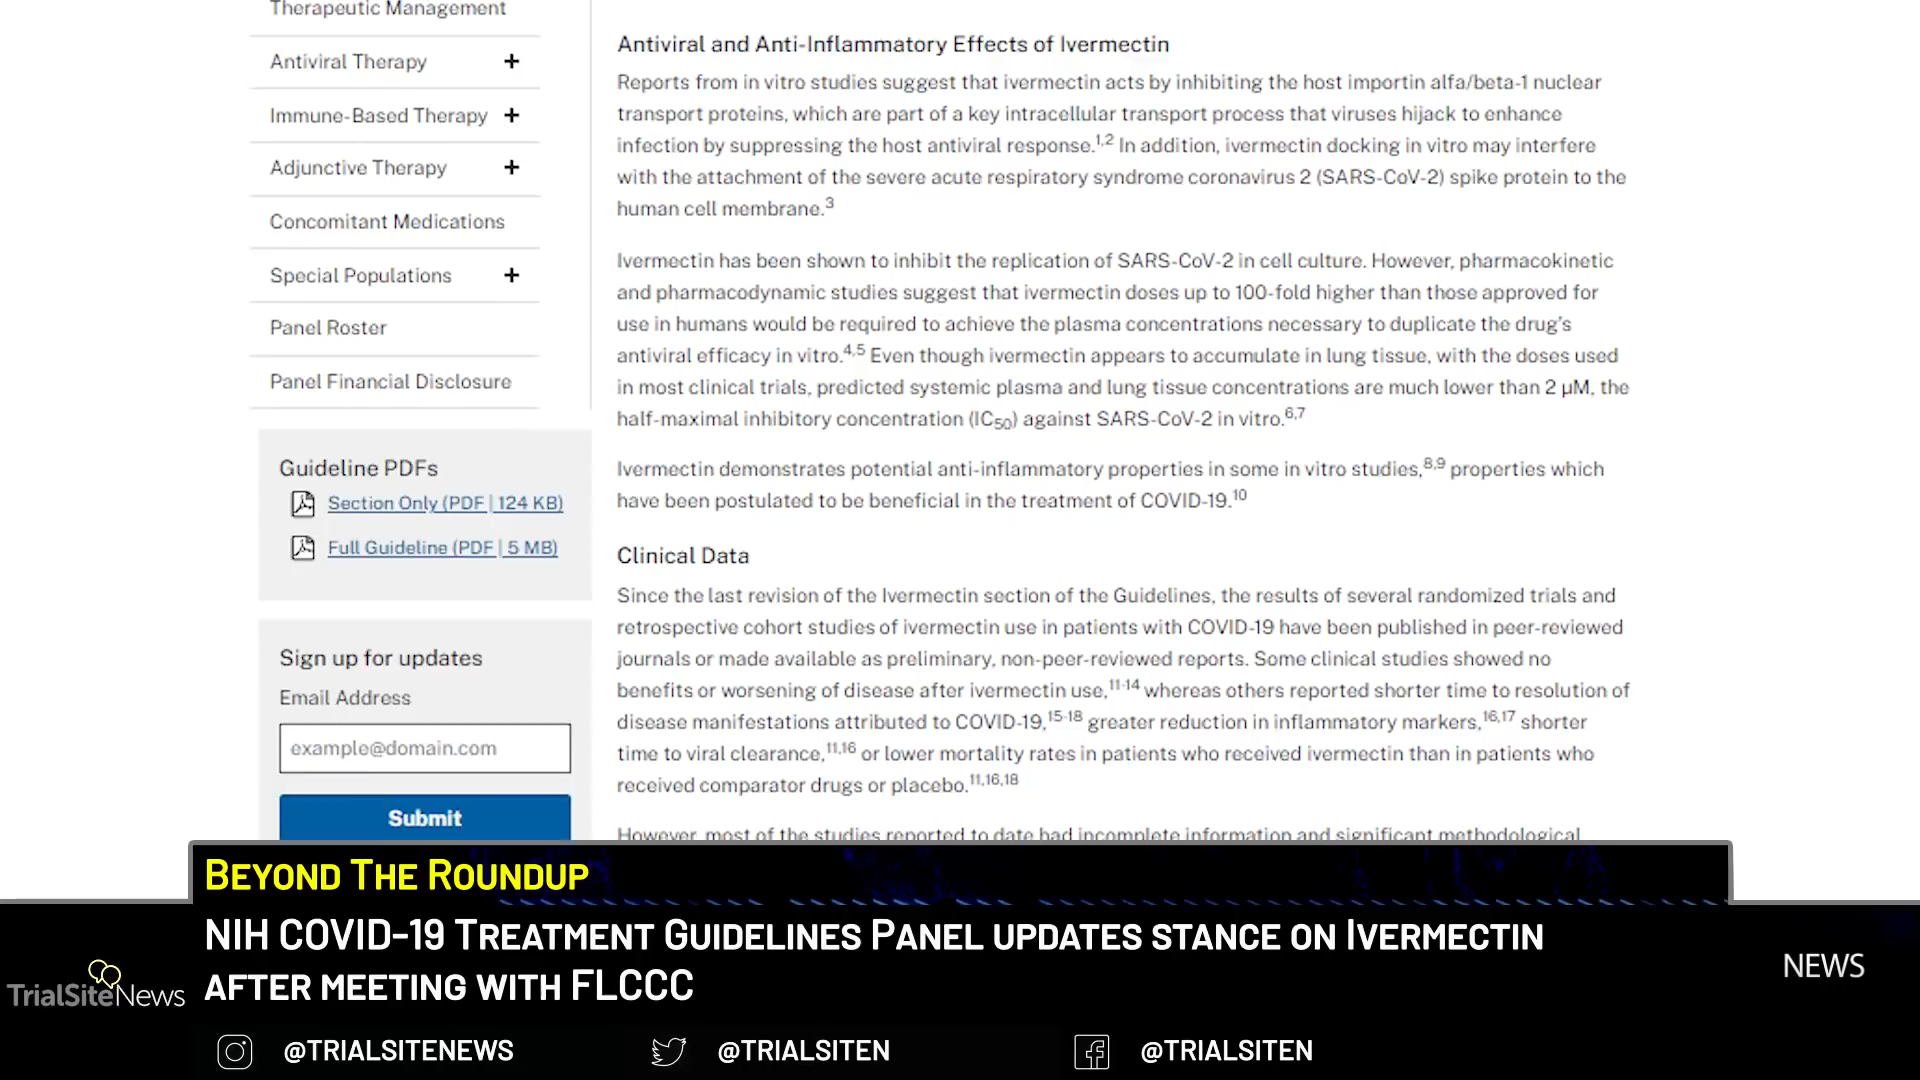 Therapeutic Management
Antiviral Therapy +
Immune-Based Therapy +
Adjunctive Therapy +
Concomitant Medications
Special Populations +
Panel Roster
Panel Financial Disclosure
Guideline PDFs
Section Only (PDF | 124 KB)
Full Guideline (PDF | 5 MB)
Sign up for updates
Email Address
example@domain.com
Submit
Antiviral and Anti-Inflammatory Effects of Ivermectin
Reports from in vitro studies suggest that ivermectin acts by inhibiting the host importin alfa/beta-1 nuclear
transport proteins, which are part of a key intracellular transport process that viruses hijack to enhance
infection by suppressing the host antiviral response.1,2 In addition, ivermectin docking in vitro may interfere
with the attachment of the severe acute respiratory syndrome coronavirus 2 (SARS-CoV-2) spike protein to the
human cell membrane.3
Ivermectin has been shown to inhibit the replication of SARS-CoV-2 in cell culture. However, pharmacokinetic
and pharmacodynamic studies suggest that ivermectin doses up to 100-fold higher than those approved for
use in humans would be required to achieve the plasma concentrations necessary to duplicate the drug's
antiviral efficacy in vitro.4,5 Even though ivermectin appears to accumulate in lung tissue, with the doses used
in most clinical trials, predicted systemic plasma and lung tissue concentrations are much lower than 2 µM, the
half-maximal inhibitory concentration (IC50) against SARS-CoV-2 in vitro.6,7
Ivermectin demonstrates potential anti-inflammatory properties in some in vitro studies,8,9 properties which
have been postulated to be beneficial in the treatment of COVID-19.10
Clinical Data
Since the last revision of the Ivermectin section of the Guidelines, the results of several randomized trials and
retrospective cohort studies of ivermectin use in patients with COVID-19 have been published in peer-reviewed
journals or made available as preliminary, non-peer-reviewed reports. Some clinical studies showed no
benefits or worsening of disease after ivermectin use,11-14 whereas others reported shorter time to resolution of
disease manifestations attributed to COVID-19,15-18 greater reduction in inflammatory markers,16,17 shorter
time to viral clearance,11,16 or lower mortality rates in patients who received ivermectin than in patients who
received comparator drugs or placebo.11,16,18
However, most of the studies reported to date had incomplete information and significant methodological
BEYOND THE ROUNDUP
NIH COVID-19 TREATMENT GUIDELINES PANEL UPDATES STANCE ON IVERMECTIN
AFTER MEETING WITH FLCCC
TrialSiteNews
NEWS
@TRIALSITENEWS @TRIALSITEN @TRIALSITEN